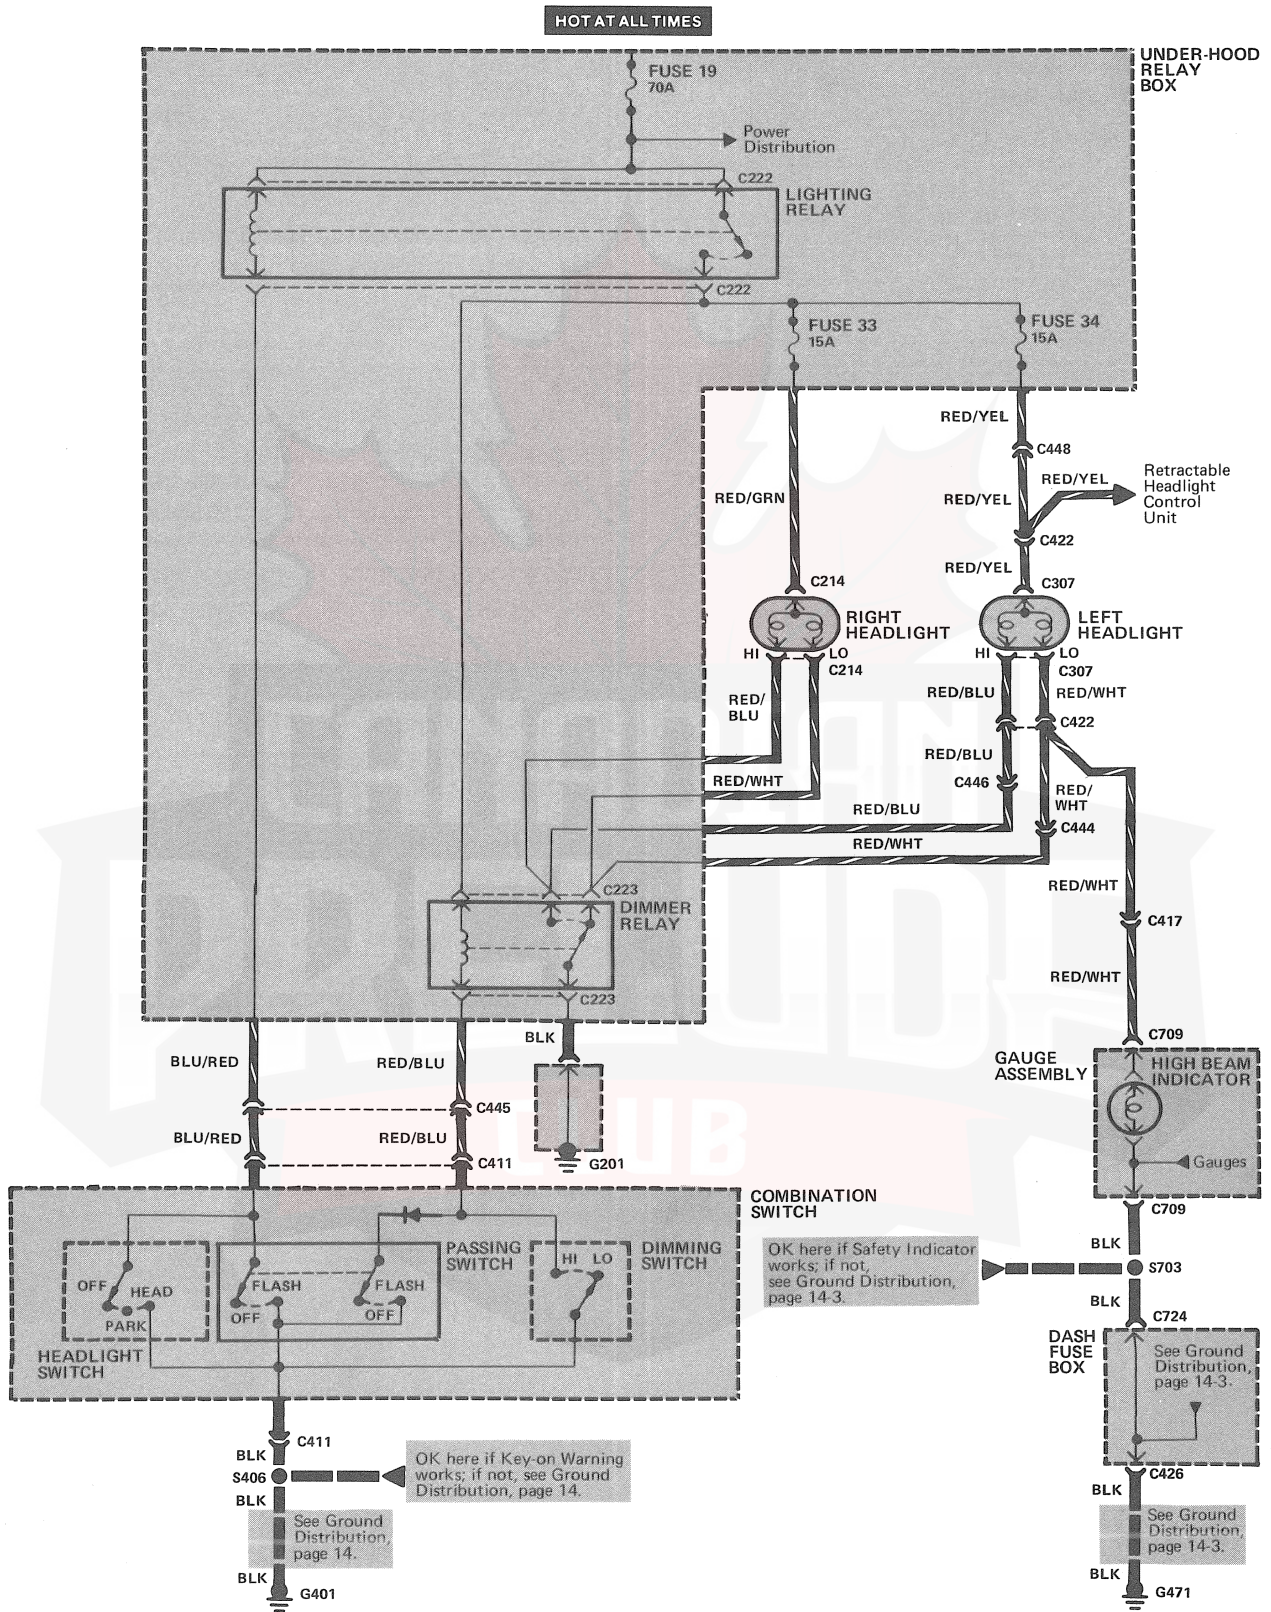 HOT AT ALL TIMES
UNDER-HOOD
RELAY
BOX
FUSE 19
70A
Power
Distribution
C222
LIGHTING
RELAY
C222
FUSE 33
15A
FUSE 34
15A
RED/YEL
C448
RED/GRN
RED/YEL
RED/YEL
Retractable
Headlight
Control
Unit
C422
RED/YEL
C214
C307
RIGHT
HEADLIGHT
LEFT
HEADLIGHT
HI
LO
C214
HI
LO
C307
RED/
BLU
RED/BLU
RED/WHT
C422
RED/WHT
RED/BLU
C446
RED/
WHT
RED/BLU
C444
RED/WHT
CANADIAN
PRELUDE
CLUB
C223
DIMMER
RELAY
RED/WHT
C417
RED/WHT
C223
BLK
C709
BLU/RED
RED/BLU
GAUGE
ASSEMBLY
HIGH BEAM
INDICATOR
C445
BLU/RED
RED/BLU
C411
G201
Gauges
COMBINATION
SWITCH
C709
BLK
PASSING
SWITCH
DIMMING
SWITCH
HI
LO
OFF
HEAD
PARK
FLASH
OFF
FLASH
OFF
HEADLIGHT
SWITCH
OK here if Safety Indicator
works; if not,
see Ground Distribution,
page 14-3.
S703
BLK
C724
DASH
FUSE
BOX
See Ground
Distribution,
page 14-3.
C411
BLK
S406
BLK
OK here if Key-on Warning
works; if not, see Ground
Distribution, page 14.
C426
BLK
See Ground
Distribution,
page 14.
See Ground
Distribution,
page 14-3.
BLK
G401
BLK
G471